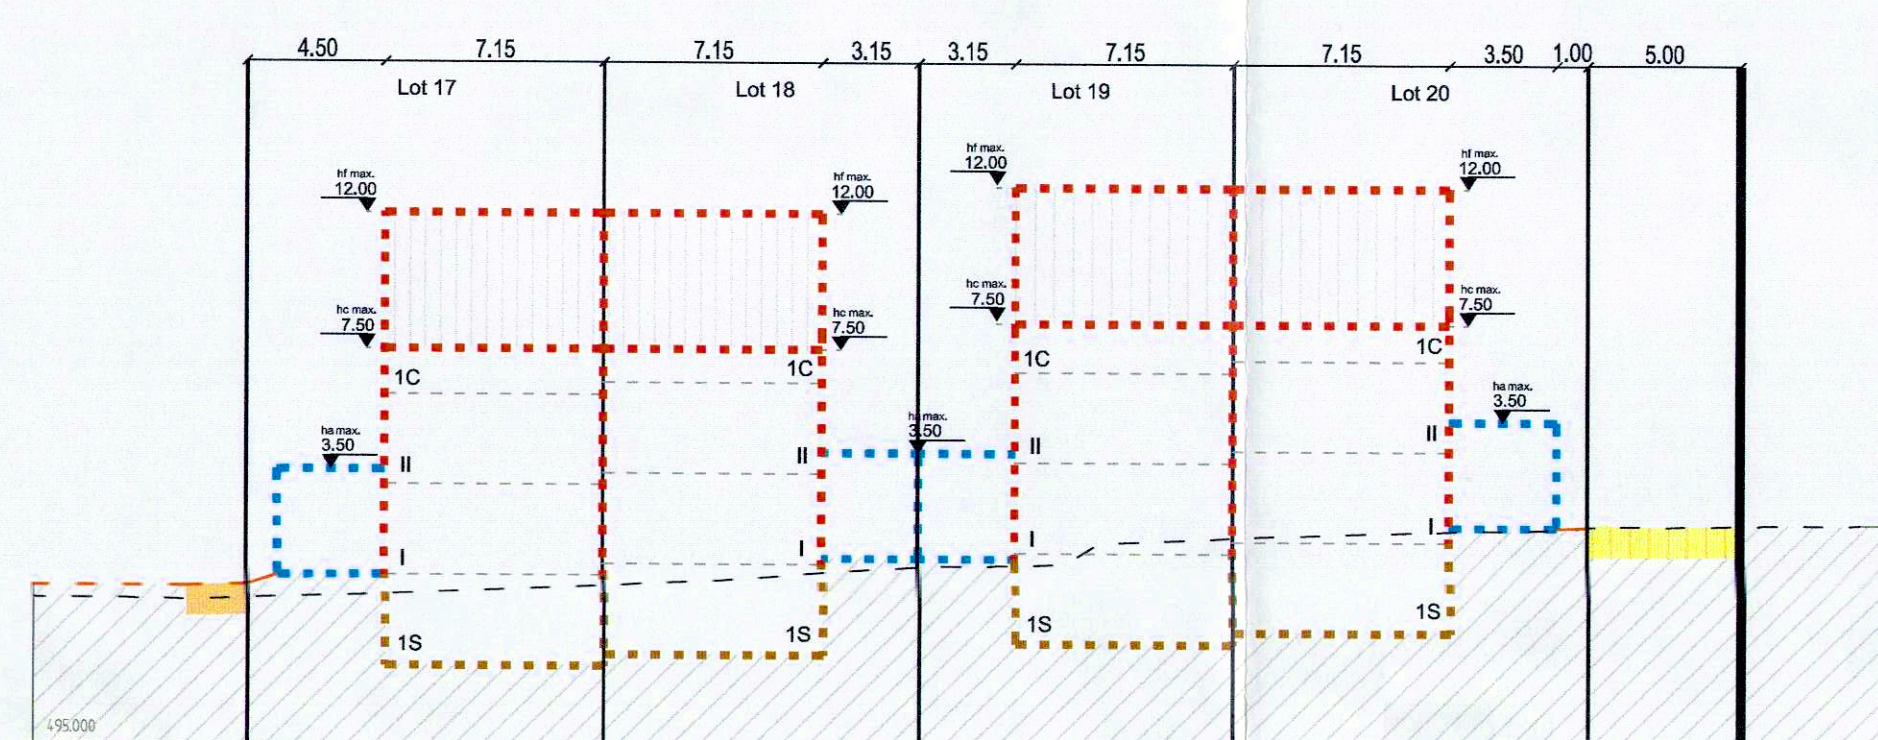 4.50 7.15 7.15 3.15 3.15 7.15 7.15 3.50 1.00 5.00
Lot 17 Lot 18 Lot 19 Lot 20
hf max.
12.00
hf max.
12.00
hf max.
12.00
hf max.
12.00
hc max.
7.50
hc max.
7.50
hc max.
7.50
hc max.
7.50
1C 1C 1C 1C
ha max.
3.50
ha max.
3.50
ha max.
3.50
II II II II
I I I I
1S 1S 1S 1S
495.000